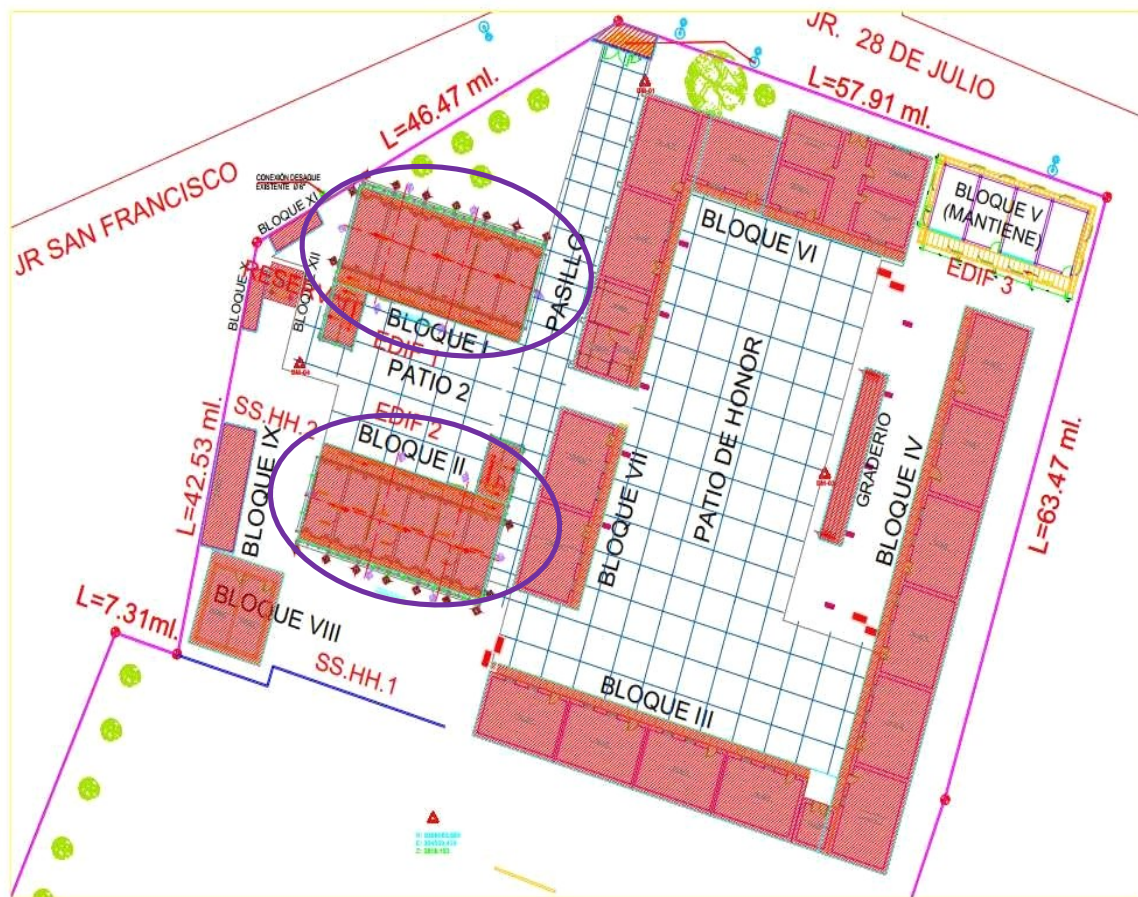 JR. 28 DE JULIO
L=57.91 ml.
L=46.47 ml.
JR SAN FRANCISCO
CONEXIÓN DESAGUE
EXISTENTE Ø 6"
BLOQUE XI
BLOQUE XII
BLOQUE X
BM-01
PASILLO
BLOQUE VI
BLOQUE V
(MANTIENE)
EDIF 3
BLOQUE I
EDIF 1
PATIO 2
EDIF 2
BLOQUE II
SS.HH.2
BLOQUE IX
L=42.53 ml.
BLOQUE VII
PATIO DE HONOR
GRADERIO
BLOQUE IV
L=63.47 ml.
L=7.31ml.
BLOQUE VIII
SS.HH.1
BLOQUE III